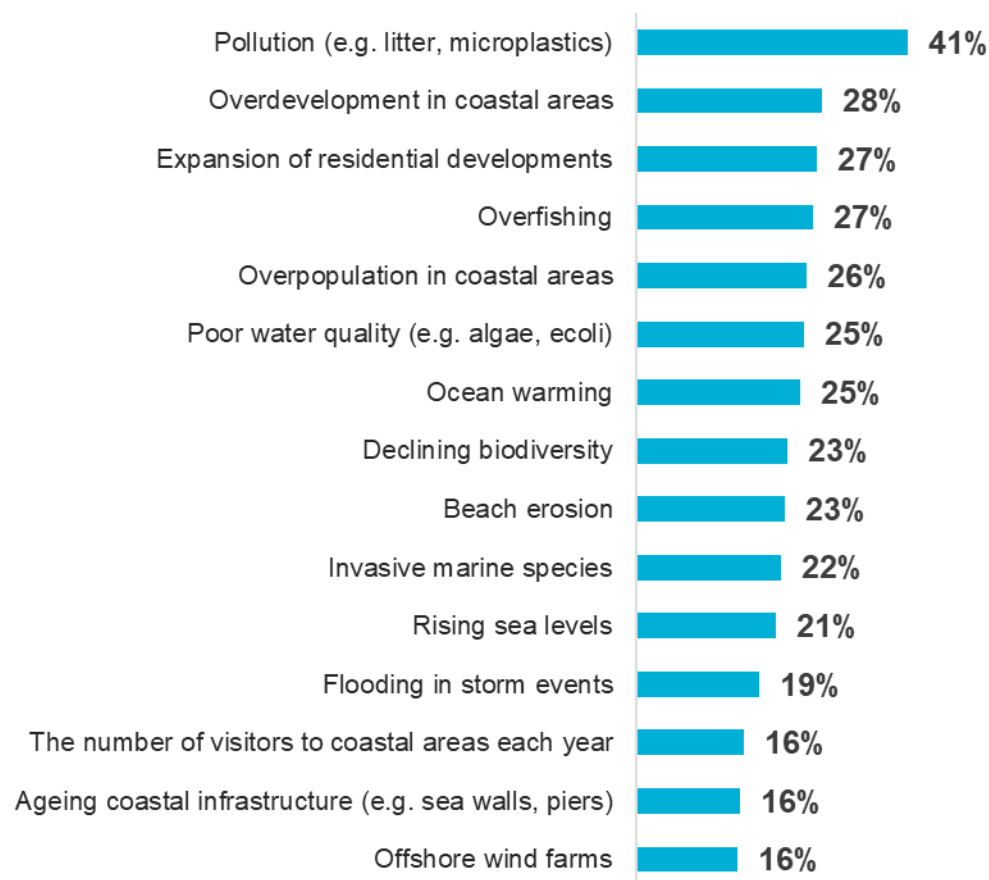 Pollution (e.g. litter, microplastics) 41%
Overdevelopment in coastal areas 28%
Expansion of residential developments 27%
Overfishing 27%
Overpopulation in coastal areas 26%
Poor water quality (e.g. algae, ecoli) 25%
Ocean warming 25%
Declining biodiversity 23%
Beach erosion 23%
Invasive marine species 22%
Rising sea levels 21%
Flooding in storm events 19%
The number of visitors to coastal areas each year 16%
Ageing coastal infrastructure (e.g. sea walls, piers) 16%
Offshore wind farms 16%